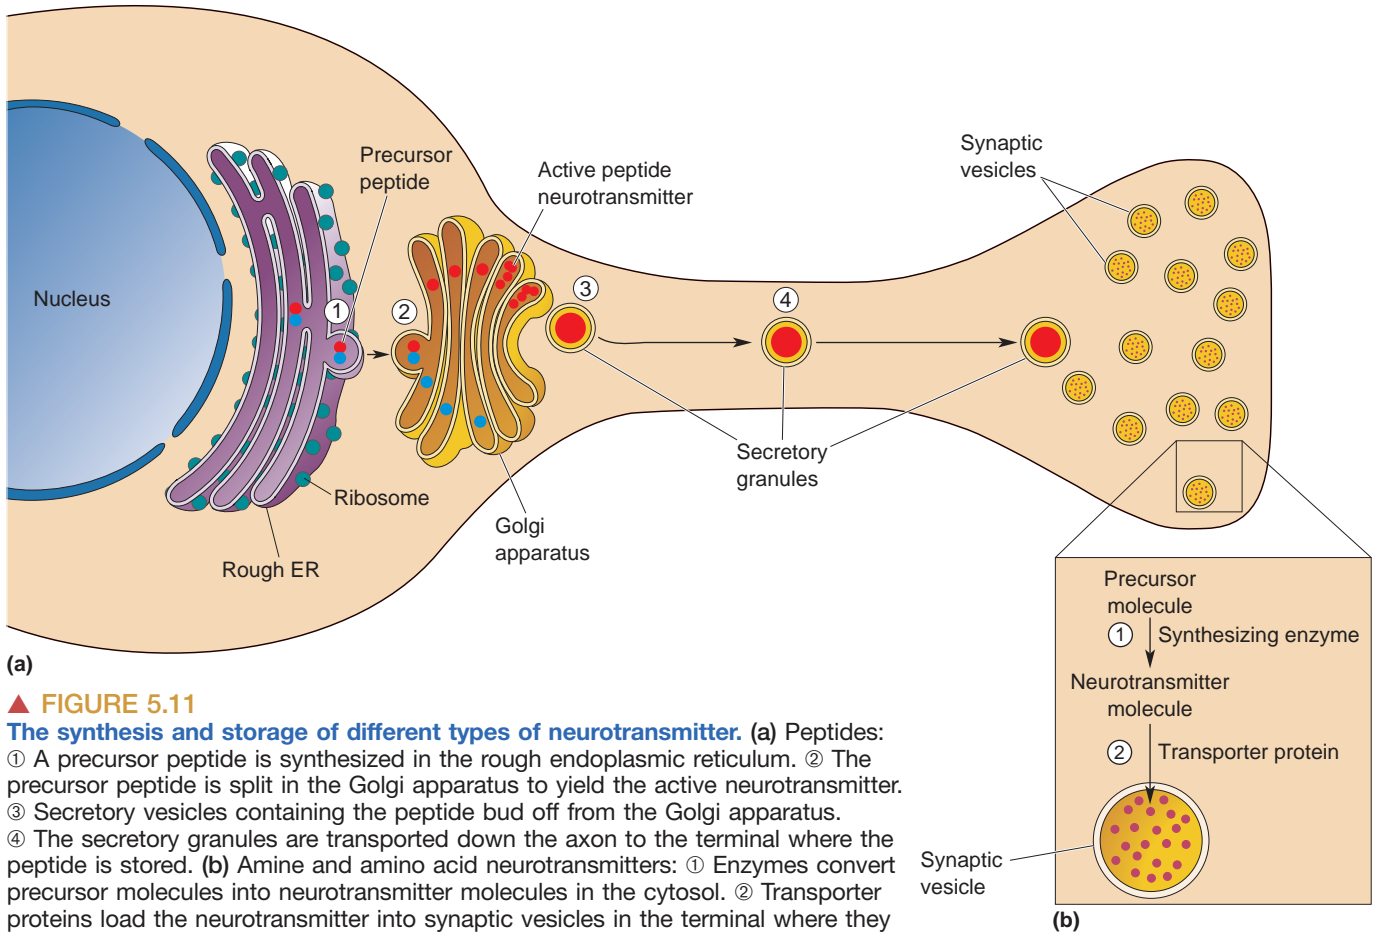 Precursor
peptide
Active peptide
neurotransmitter
Synaptic
vesicles
Nucleus
1
2
3
4
Secretory
granules
Ribosome
Golgi
apparatus
Rough ER
Precursor
molecule
1 Synthesizing enzyme
Neurotransmitter
molecule
2 Transporter protein
Synaptic
vesicle
(a)
(b)
▲ FIGURE 5.11
The synthesis and storage of different types of neurotransmitter. (a) Peptides:
① A precursor peptide is synthesized in the rough endoplasmic reticulum. ② The
precursor peptide is split in the Golgi apparatus to yield the active neurotransmitter.
③ Secretory vesicles containing the peptide bud off from the Golgi apparatus.
④ The secretory granules are transported down the axon to the terminal where the
peptide is stored. (b) Amine and amino acid neurotransmitters: ① Enzymes convert
precursor molecules into neurotransmitter molecules in the cytosol. ② Transporter
proteins load the neurotransmitter into synaptic vesicles in the terminal where they